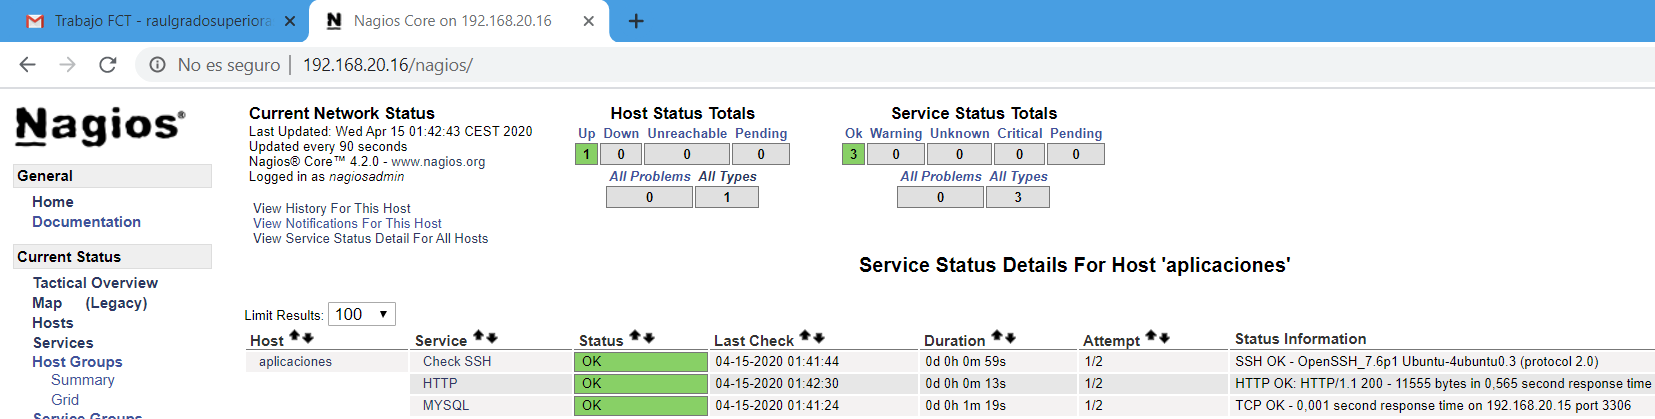 Trabajo FCT - raulgradosuperiora
Nagios Core on 192.168.20.16
No es seguro | 192.168.20.16/nagios/
Nagios®
General
Home
Documentation
Current Status
Tactical Overview
Map (Legacy)
Hosts
Services
Host Groups
Summary
Grid
Service Groups
Current Network Status
Last Updated: Wed Apr 15 01:42:43 CEST 2020
Updated every 90 seconds
Nagios® Core™ 4.2.0 - www.nagios.org
Logged in as nagiosadmin
View History For This Host
View Notifications For This Host
View Service Status Detail For All Hosts
Host Status Totals
Up Down Unreachable Pending
1 0 0 0
All Problems All Types
0 1
Service Status Totals
Ok Warning Unknown Critical Pending
3 0 0 0 0
All Problems All Types
0 3
Service Status Details For Host 'aplicaciones'
Limit Results: 100
Host Service Status Last Check Duration Attempt Status Information
aplicaciones Check SSH OK 04-15-2020 01:41:44 0d 0h 0m 59s 1/2 SSH OK - OpenSSH_7.6p1 Ubuntu-4ubuntu0.3 (protocol 2.0)
HTTP OK 04-15-2020 01:42:30 0d 0h 0m 13s 1/2 HTTP OK: HTTP/1.1 200 - 11555 bytes in 0,565 second response time
MYSQL OK 04-15-2020 01:41:24 0d 0h 1m 19s 1/2 TCP OK - 0,001 second response time on 192.168.20.15 port 3306